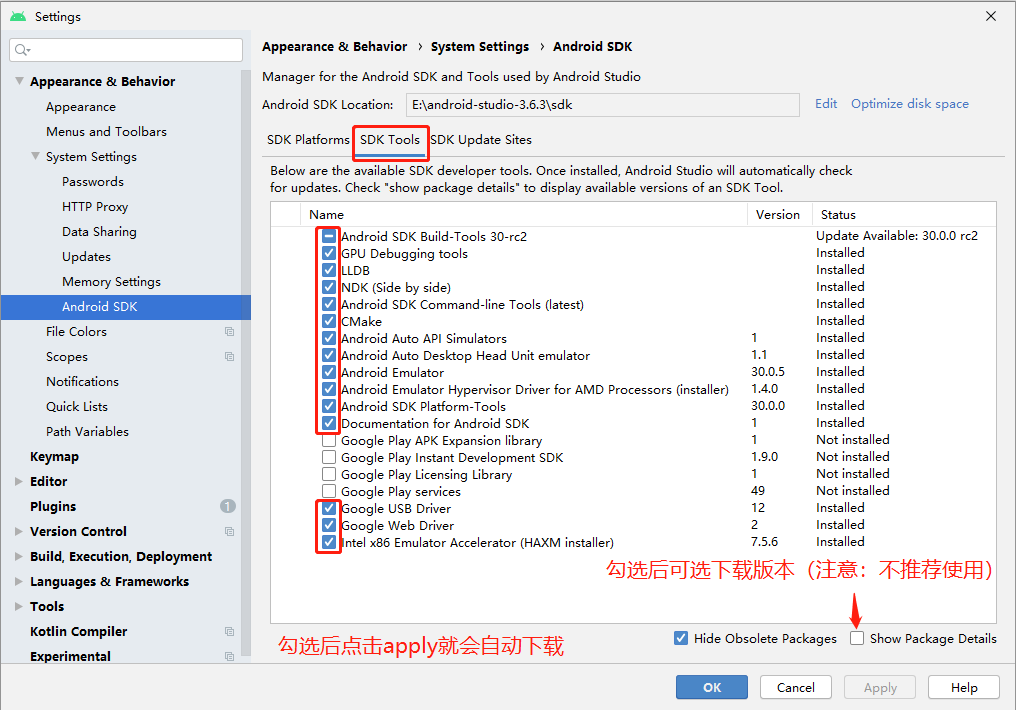 Settings
Appearance & Behavior
Appearance
Menus and Toolbars
System Settings
Passwords
HTTP Proxy
Data Sharing
Updates
Memory Settings
Android SDK
File Colors
Scopes
Notifications
Quick Lists
Path Variables
Keymap
Editor
Plugins 1
Version Control
Build, Execution, Deployment
Languages & Frameworks
Tools
Kotlin Compiler
Experimental
Appearance & Behavior › System Settings › Android SDK
Manager for the Android SDK and Tools used by Android Studio
Android SDK Location: E:\android-studio-3.6.3\sdk Edit Optimize disk space
SDK Platforms SDK Tools SDK Update Sites
Below are the available SDK developer tools. Once installed, Android Studio will automatically check
for updates. Check "show package details" to display available versions of an SDK Tool.
Name Version Status
Android SDK Build-Tools 30-rc2 Update Available: 30.0.0 rc2
GPU Debugging tools Installed
LLDB Installed
NDK (Side by side) Installed
Android SDK Command-line Tools (latest) Installed
CMake Installed
Android Auto API Simulators 1 Installed
Android Auto Desktop Head Unit emulator 1.1 Installed
Android Emulator 30.0.5 Installed
Android Emulator Hypervisor Driver for AMD Processors (installer) 1.4.0 Installed
Android SDK Platform-Tools 30.0.0 Installed
Documentation for Android SDK 1 Installed
Google Play APK Expansion library 1 Not installed
Google Play Instant Development SDK 1.9.0 Not installed
Google Play Licensing Library 1 Not installed
Google Play services 49 Not installed
Google USB Driver 12 Installed
Google Web Driver 2 Installed
Intel x86 Emulator Accelerator (HAXM installer) 7.5.6 Installed
勾选后可选下载版本（注意：不推荐使用）
勾选后点击apply就会自动下载
Hide Obsolete Packages Show Package Details
OK Cancel Apply Help